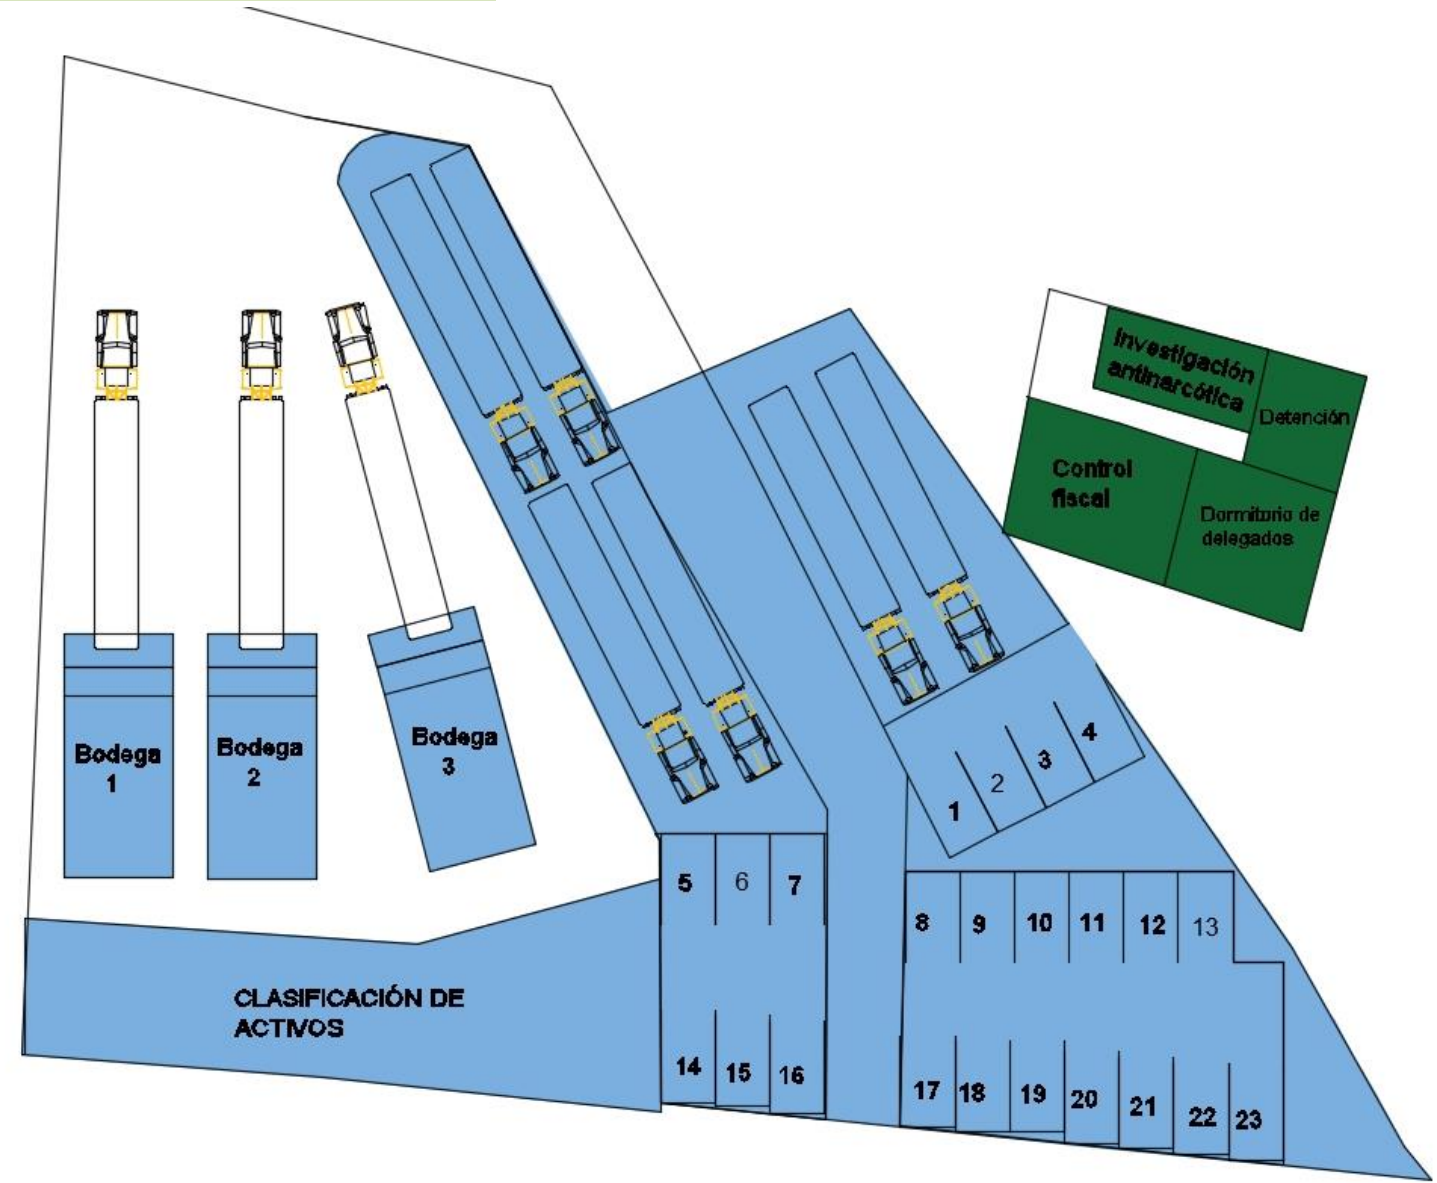 Investigación
antinarcótica
Detención
Control
fiscal
Dormitorio de
delegados
Bodega
1
Bodega
2
Bodega
3
1
2
3
4
5
6
7
8
9
10
11
12
13
CLASIFICACIÓN DE
ACTIVOS
14
15
16
17
18
19
20
21
22
23